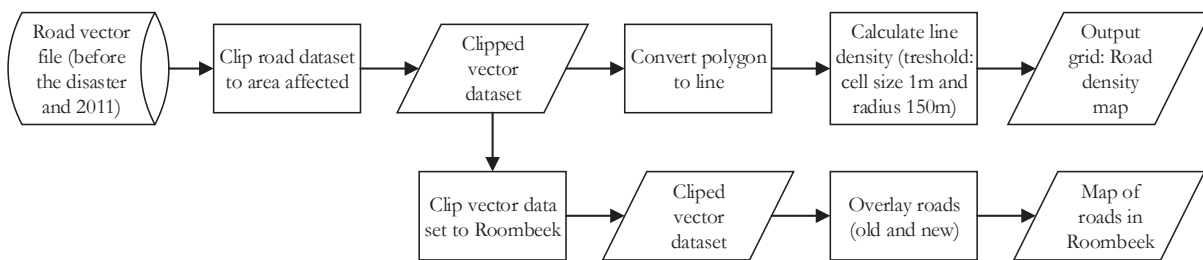 Road vector
file (before
the disaster
and 2011)
Clip road dataset
to area affected
Clipped
vector
dataset
Convert polygon
to line
Calculate line
density (treshold:
cell size 1m and
radius 150m)
Output
grid: Road
density
map
Clip vector data
set to Roombeek
Cliped
vector
dataset
Overlay roads
(old and new)
Map of
roads in
Roombeek